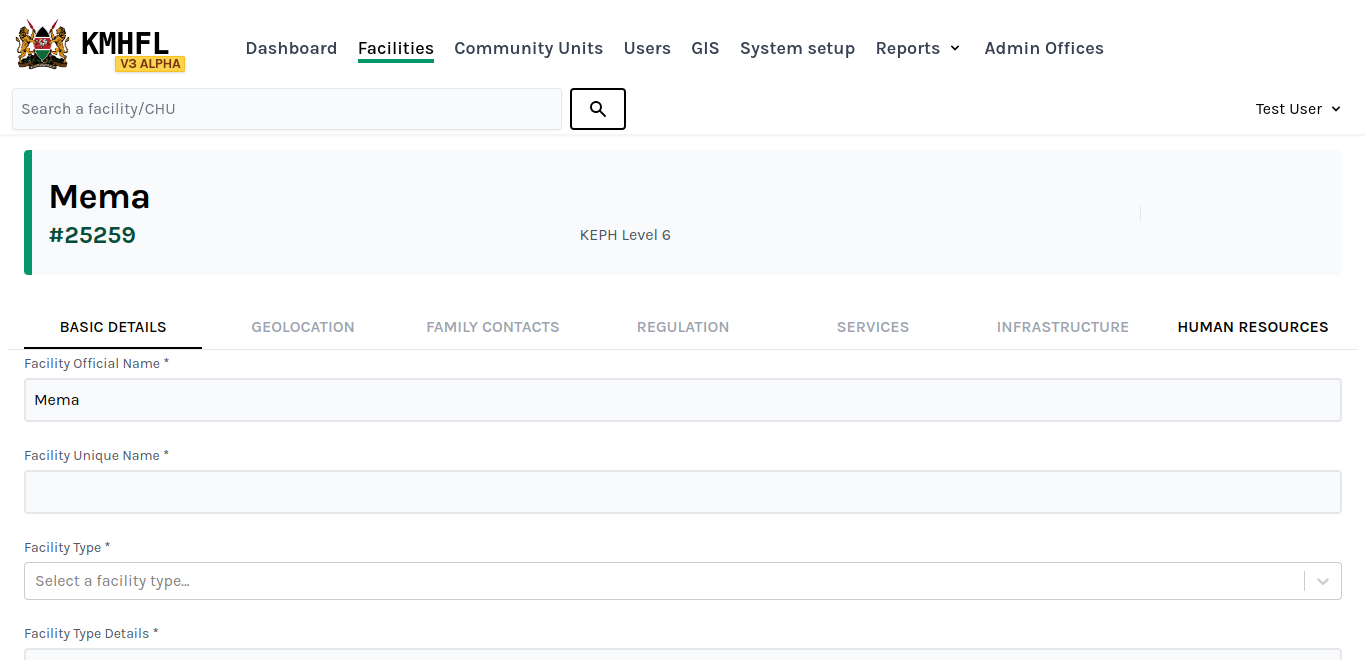 KMHFL
V3 ALPHA
Dashboard Facilities Community Units Users GIS System setup Reports Admin Offices
Search a facility/CHU
Test User
Mema
#25259
KEPH Level 6
BASIC DETAILS GEOLOCATION FAMILY CONTACTS REGULATION SERVICES INFRASTRUCTURE HUMAN RESOURCES
Facility Official Name *
Mema
Facility Unique Name *
Facility Type *
Select a facility type...
Facility Type Details *